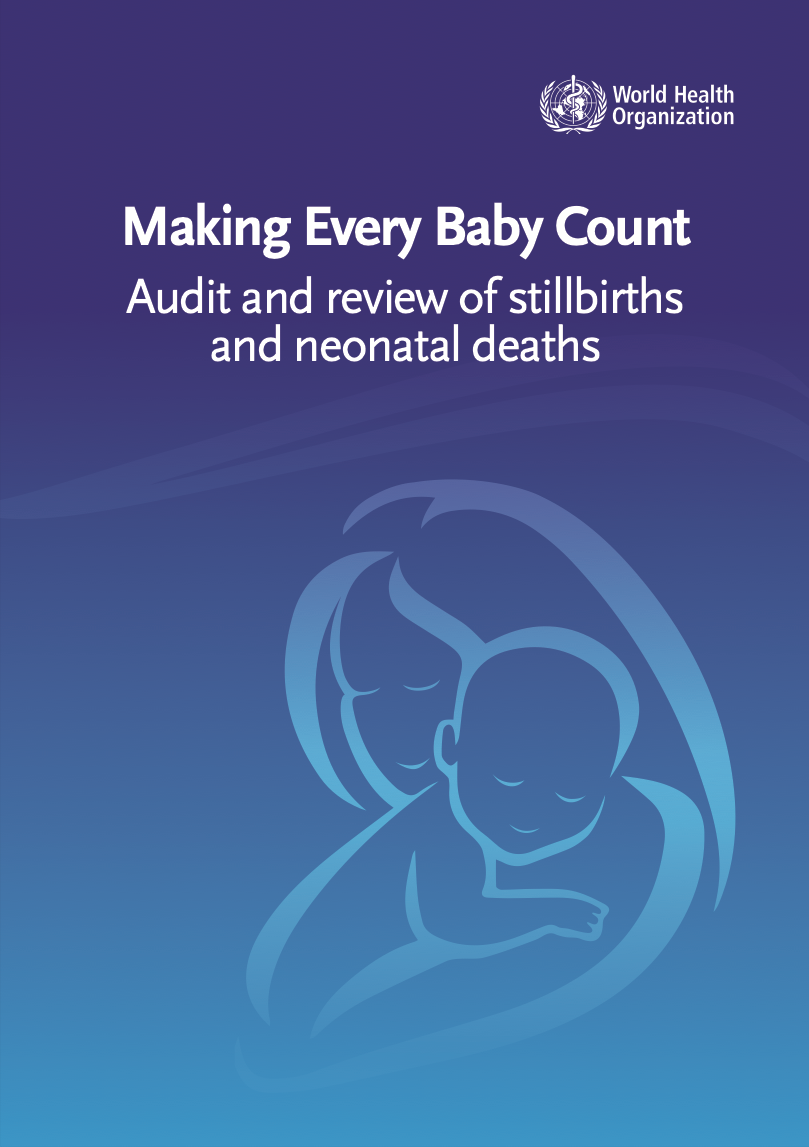 World Health
Organization
Making Every Baby Count
Audit and review of stillbirths
and neonatal deaths